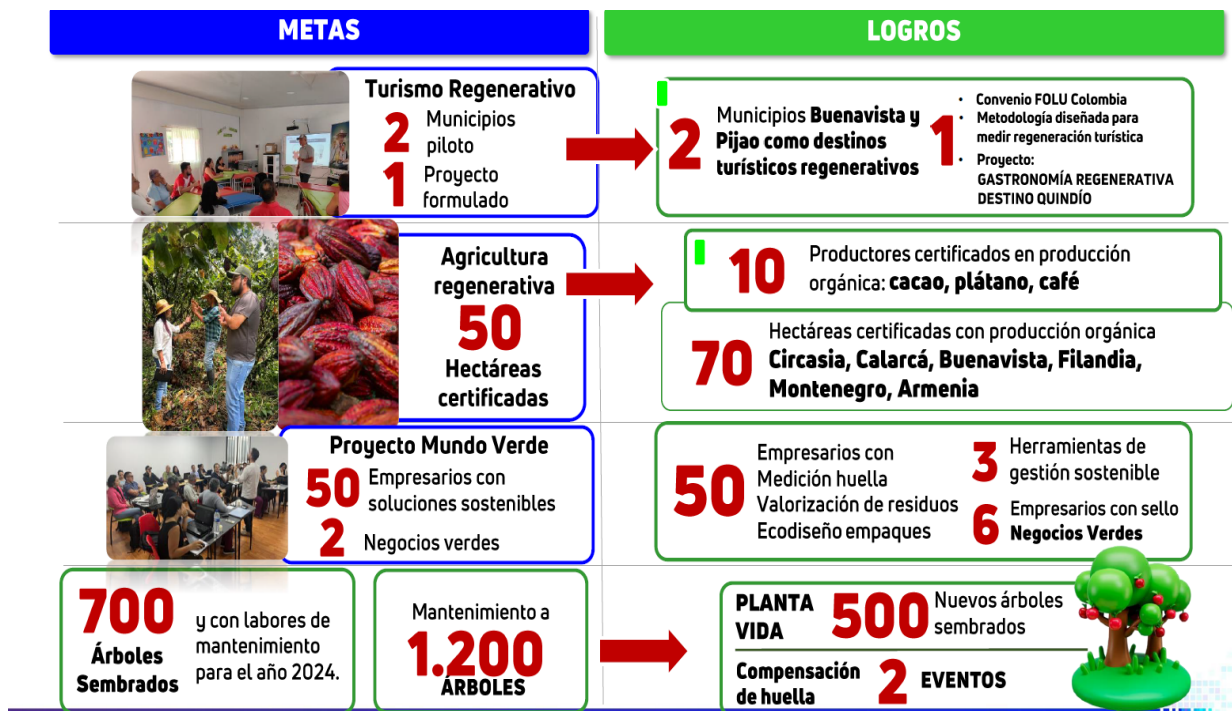 METAS
LOGROS
Turismo Regenerativo
2 Municipios
piloto
1 Proyecto
formulado
2 Municipios Buenavista y
Pijao como destinos
turísticos regenerativos
1
• Convenio FOLU Colombia
• Metodología diseñada para
medir regeneración turística
• Proyecto:
GASTRONOMÍA REGENERATIVA
DESTINO QUINDÍO
Agricultura
regenerativa
50
Hectáreas
certificadas
10 Productores certificados en producción
orgánica: cacao, plátano, café
70 Hectáreas certificadas con producción orgánica
Circasia, Calarcá, Buenavista, Filandia,
Montenegro, Armenia
Proyecto Mundo Verde
50 Empresarios con
soluciones sostenibles
2 Negocios verdes
50 Empresarios con
Medición huella
Valorización de residuos
Ecodiseño empaques
3 Herramientas de
gestión sostenible
6 Empresarios con sello
Negocios Verdes
700
Árboles
Sembrados
y con labores de
mantenimiento
para el año 2024.
Mantenimiento a
1.200
ÁRBOLES
PLANTA
VIDA
500 Nuevos árboles
sembrados
Compensación
de huella
2 EVENTOS